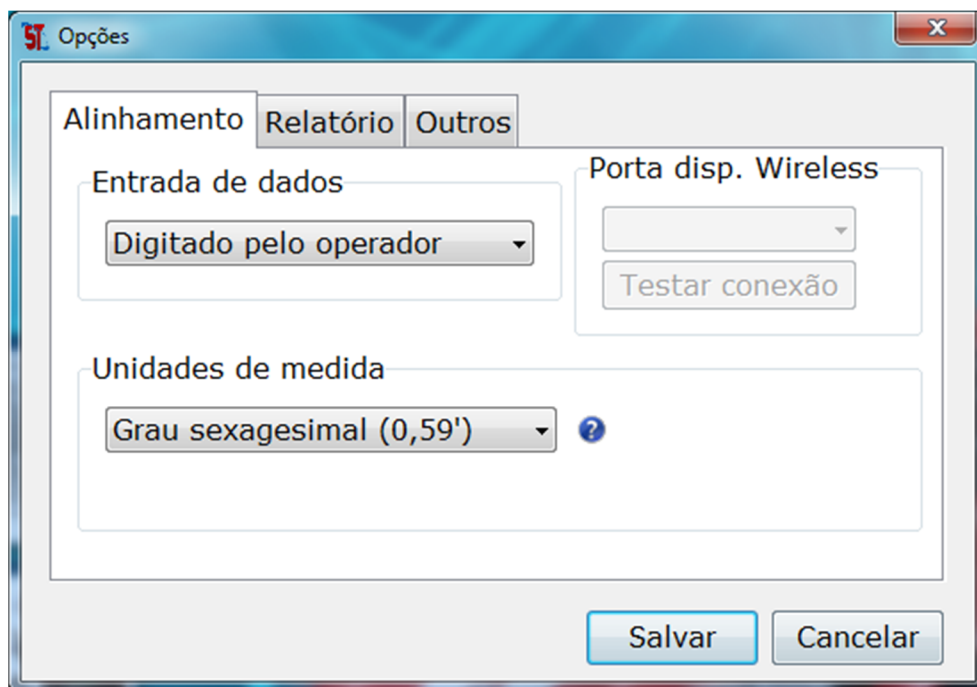 ST Opções
Alinhamento Relatório Outros
Entrada de dados
Digitado pelo operador
Porta disp. Wireless
Testar conexão
Unidades de medida
Grau sexagesimal (0,59') ?
Salvar Cancelar